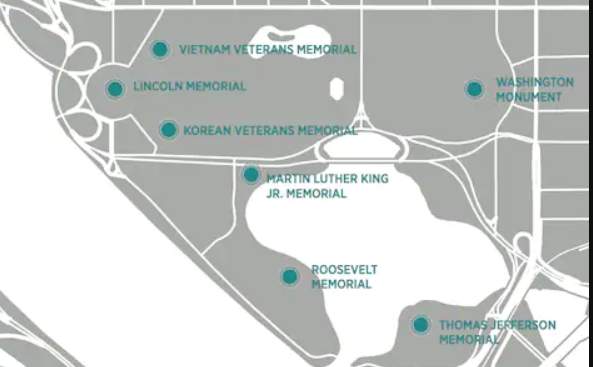 VIETNAM VETERANS MEMORIAL
LINCOLN MEMORIAL
WASHINGTON
MONUMENT
KOREAN VETERANS MEMORIAL
MARTIN LUTHER KING
JR. MEMORIAL
ROOSEVELT
MEMORIAL
THOMAS JEFFERSON
MEMORIAL